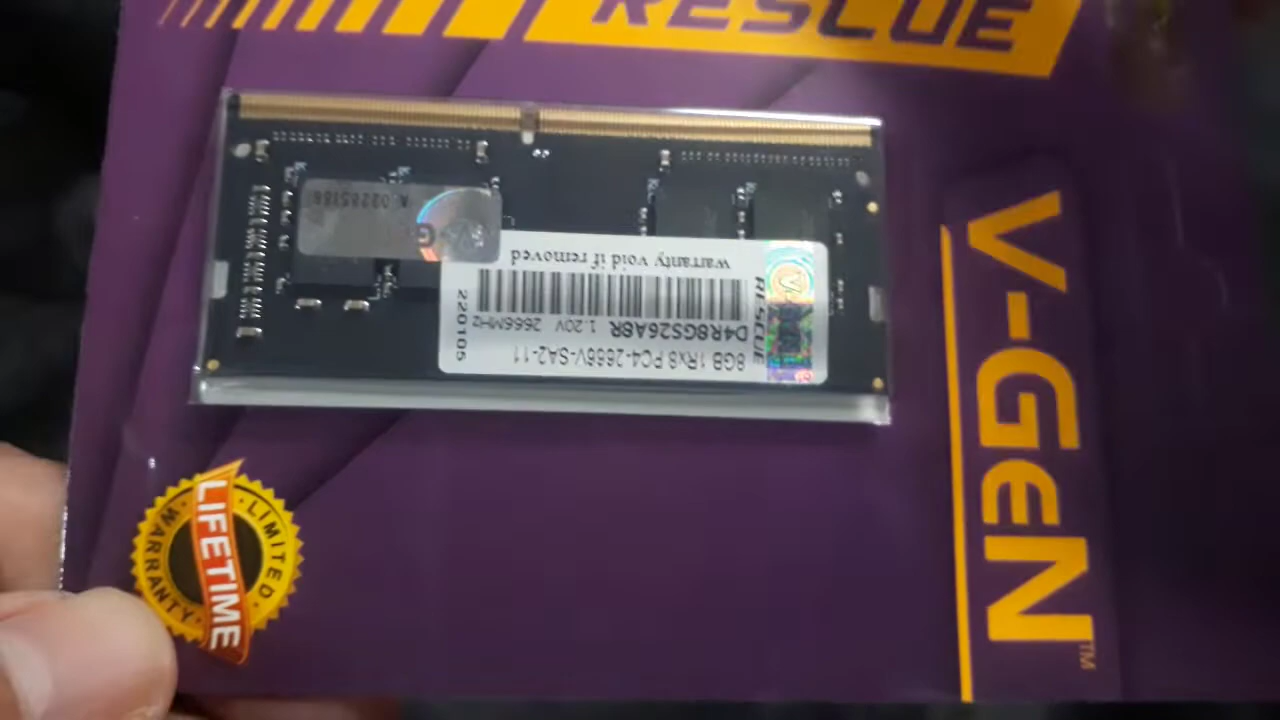 RESCUE
V-GeN™
8GB 1Rx8 PC4-2666V-SA2-11
D4R8GS26A8R 1.20V 2666MHz
RESCUE
220105
warranty void if removed
LIMITED
LIFETIME
WARRANTY